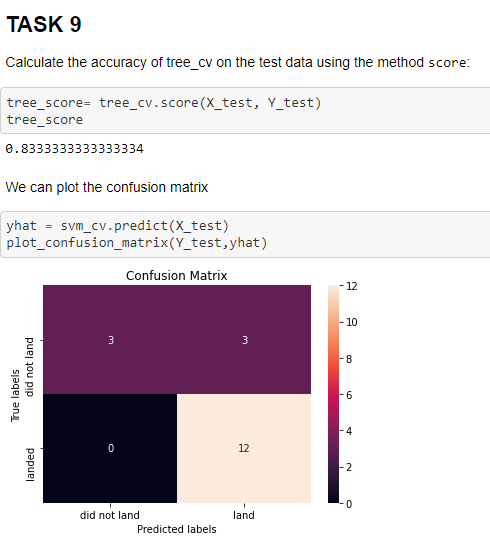 TASK 9
Calculate the accuracy of tree_cv on the test data using the method score:
tree_score= tree_cv.score(X_test, Y_test)
tree_score
0.8333333333333334
We can plot the confusion matrix
yhat = svm_cv.predict(X_test)
plot_confusion_matrix(Y_test,yhat)
Confusion Matrix
True labels
did not land
landed
3
3
0
12
did not land
land
Predicted labels
12
10
8
6
4
2
0